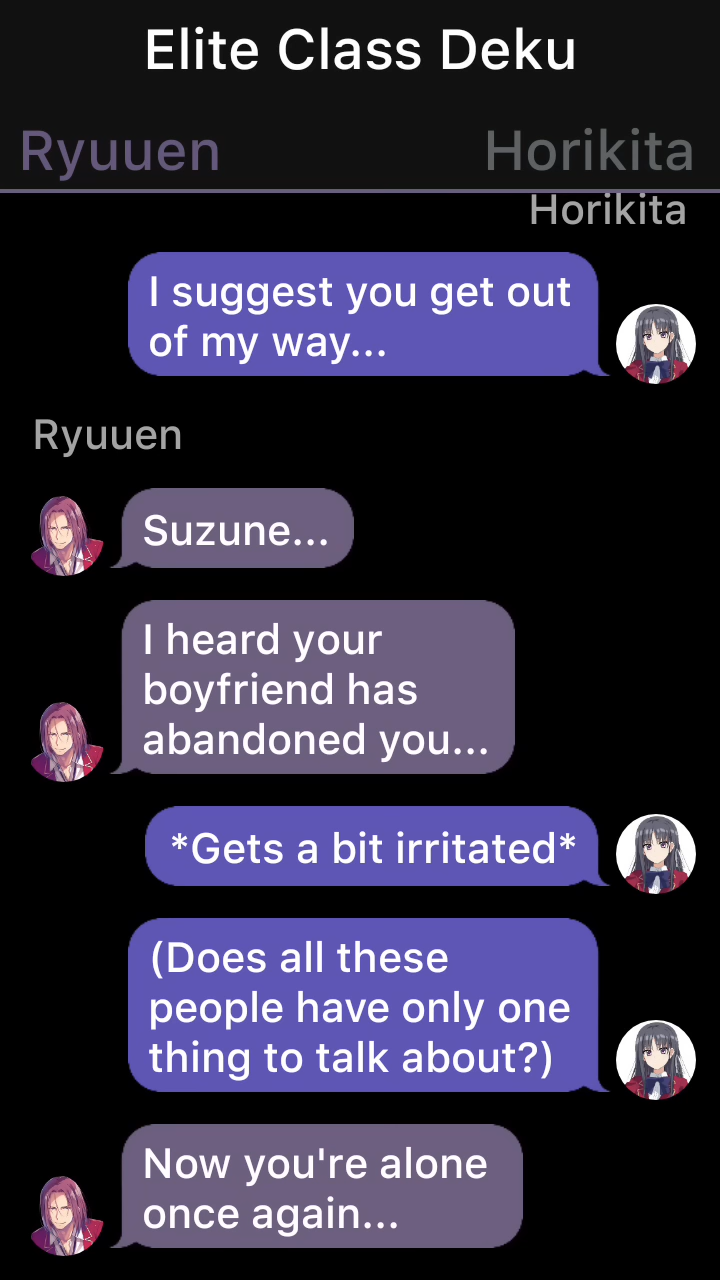 Elite Class Deku
Ryuuen
Horikita
Horikita
I suggest you get out
of my way...
Ryuuen
Suzune...
I heard your
boyfriend has
abandoned you...
*Gets a bit irritated*
(Does all these
people have only one
thing to talk about?)
Now you're alone
once again...